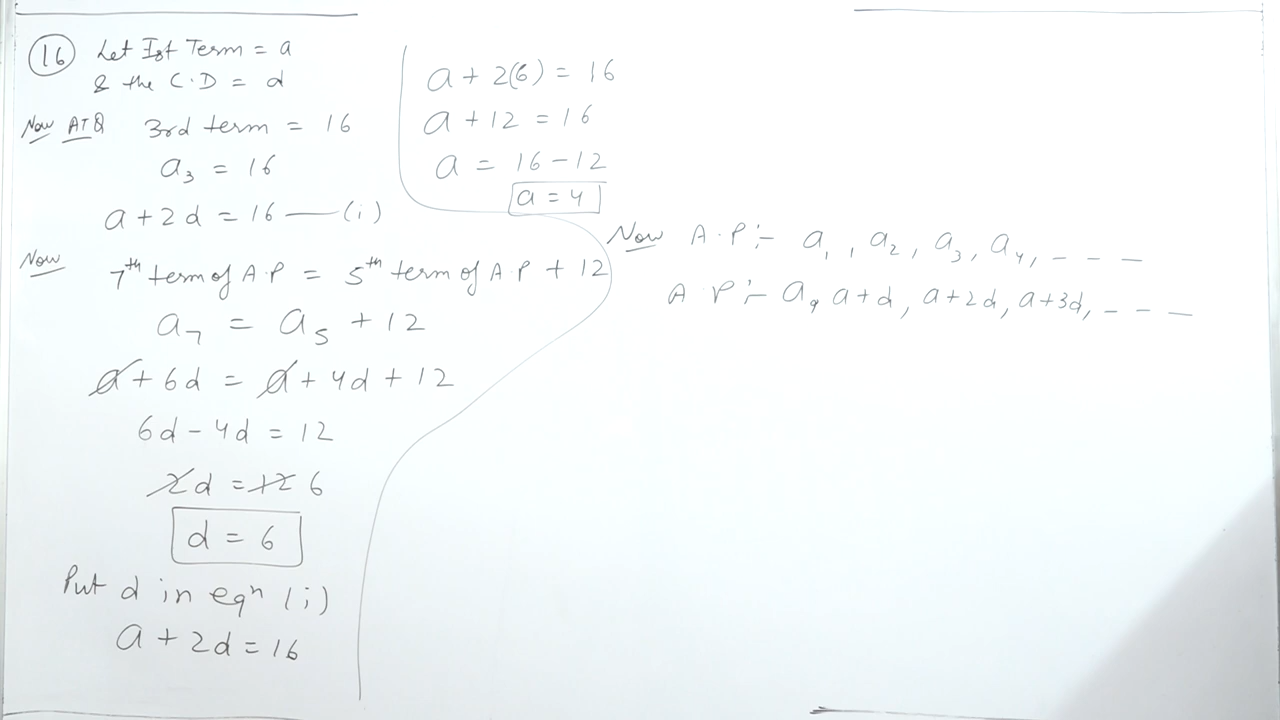 16 Let Ist Term = a
& the C.D = d
Now ATQ 3rd term = 16
a₃ = 16
a + 2d = 16 —— (i)
Now 7th term of A.P = 5th term of A.P + 12
a₇ = a₅ + 12
a + 6d = a + 4d + 12
6d - 4d = 12
2d = 12 6
d = 6
Put d in eqn (i)
a + 2d = 16
a + 2(6) = 16
a + 12 = 16
a = 16 - 12
a = 4
Now A.P :- a₁, a₂, a₃, a₄, - - -
A.P :- a, a+d, a+2d, a+3d, - - -